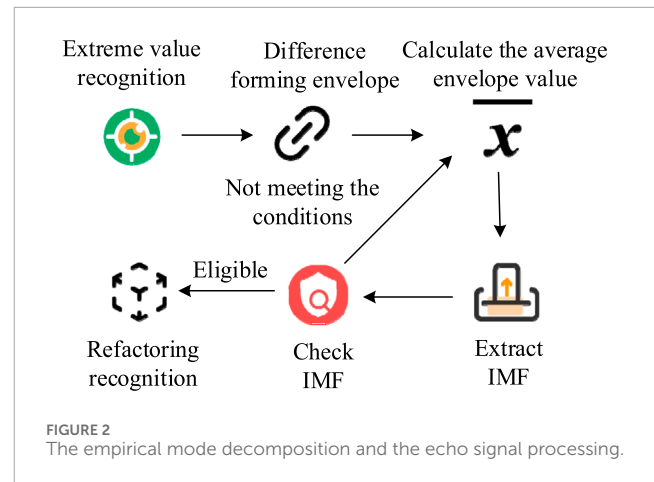 Extreme value
recognition
Difference
forming envelope
Calculate the average
envelope value
x
Not meeting the
conditions
Eligible
Refactoring
recognition
Check
IMF
Extract
IMF
FIGURE 2
The empirical mode decomposition and the echo signal processing.